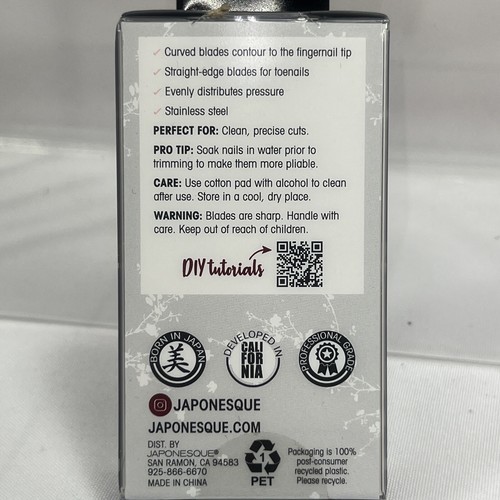 ✓ Curved blades contour to the fingernail tip
✓ Straight-edge blades for toenails
✓ Evenly distributes pressure
✓ Stainless steel
PERFECT FOR: Clean, precise cuts.
PRO TIP: Soak nails in water prior to
trimming to make them more pliable.
CARE: Use cotton pad with alcohol to clean
after use. Store in a cool, dry place.
WARNING: Blades are sharp. Handle with
care. Keep out of reach of children.
DIY tutorials
BORN IN JAPAN
美
DEVELOPED IN
CALI
FOR
NIA
PROFESSIONAL GRADE
JAPONESQUE
JAPONESQUE.COM
DIST. BY
JAPONESQUE®
SAN RAMON, CA 94583
925-866-6670
MADE IN CHINA
1
PET
Packaging is 100%
post-consumer
recycled plastic.
Please recycle.